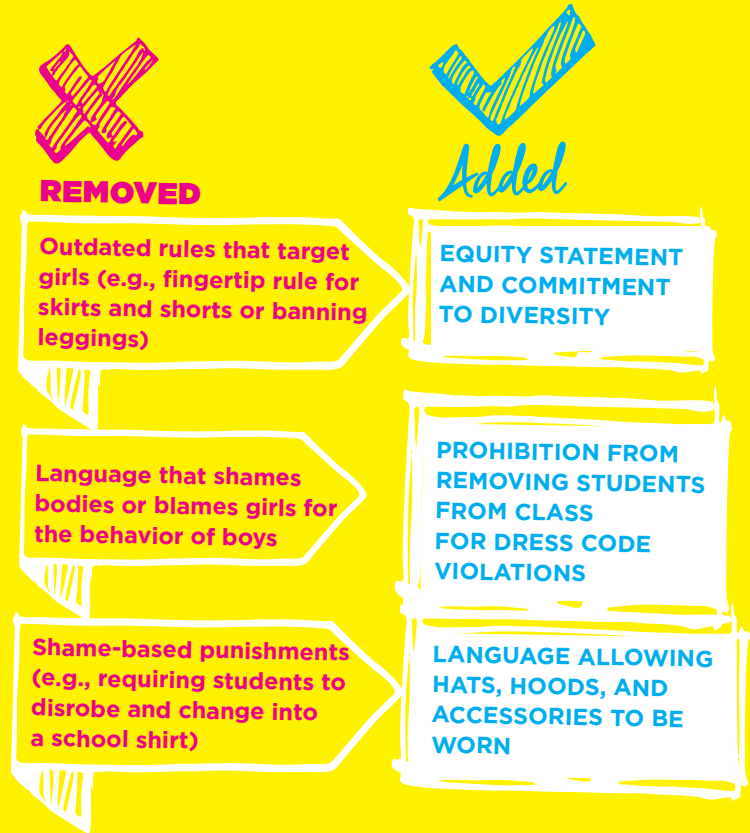 REMOVED
Outdated rules that target
girls (e.g., fingertip rule for
skirts and shorts or banning
leggings)
Language that shames
bodies or blames girls for
the behavior of boys
Shame-based punishments
(e.g., requiring students to
disrobe and change into
a school shirt)
Added
EQUITY STATEMENT
AND COMMITMENT
TO DIVERSITY
PROHIBITION FROM
REMOVING STUDENTS
FROM CLASS
FOR DRESS CODE
VIOLATIONS
LANGUAGE ALLOWING
HATS, HOODS, AND
ACCESSORIES TO BE
WORN